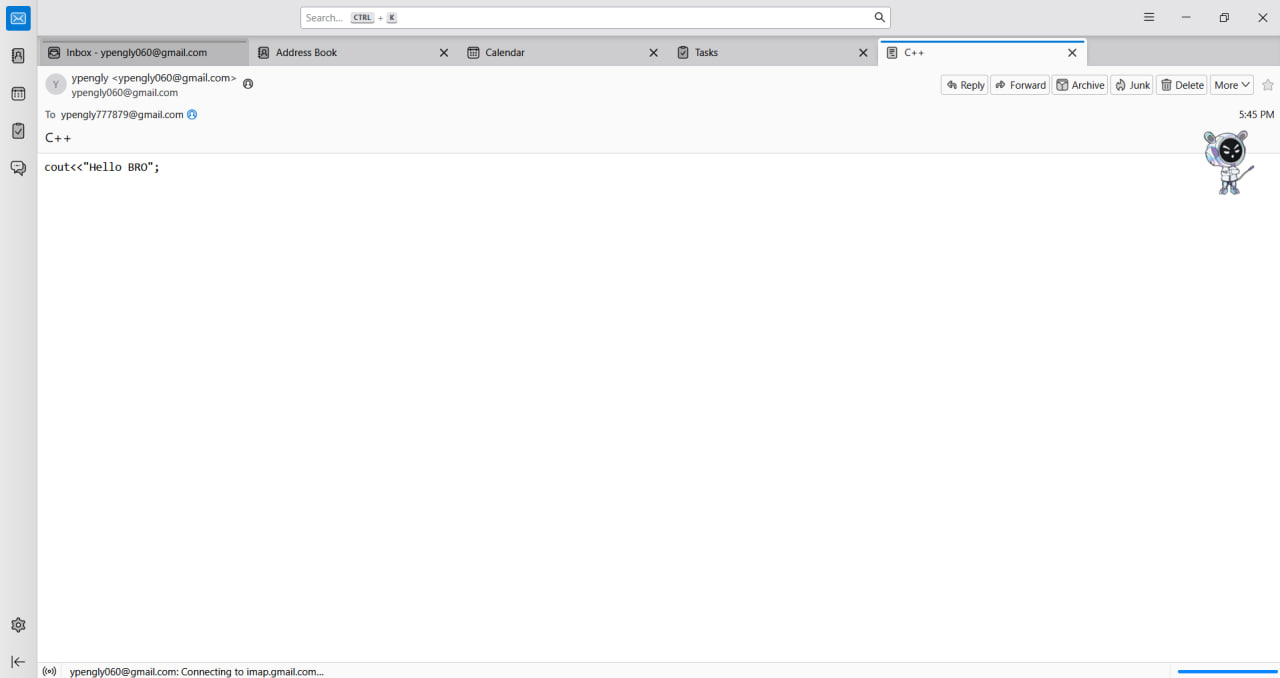 Search... CTRL + K
Inbox - ypengly060@gmail.com
Address Book
Calendar
Tasks
C++
Y
ypengly <ypengly060@gmail.com>
ypengly060@gmail.com
Reply
Forward
Archive
Junk
Delete
More
To ypengly777879@gmail.com
5:45 PM
C++
cout<<"Hello BRO";
ypengly060@gmail.com: Connecting to imap.gmail.com...